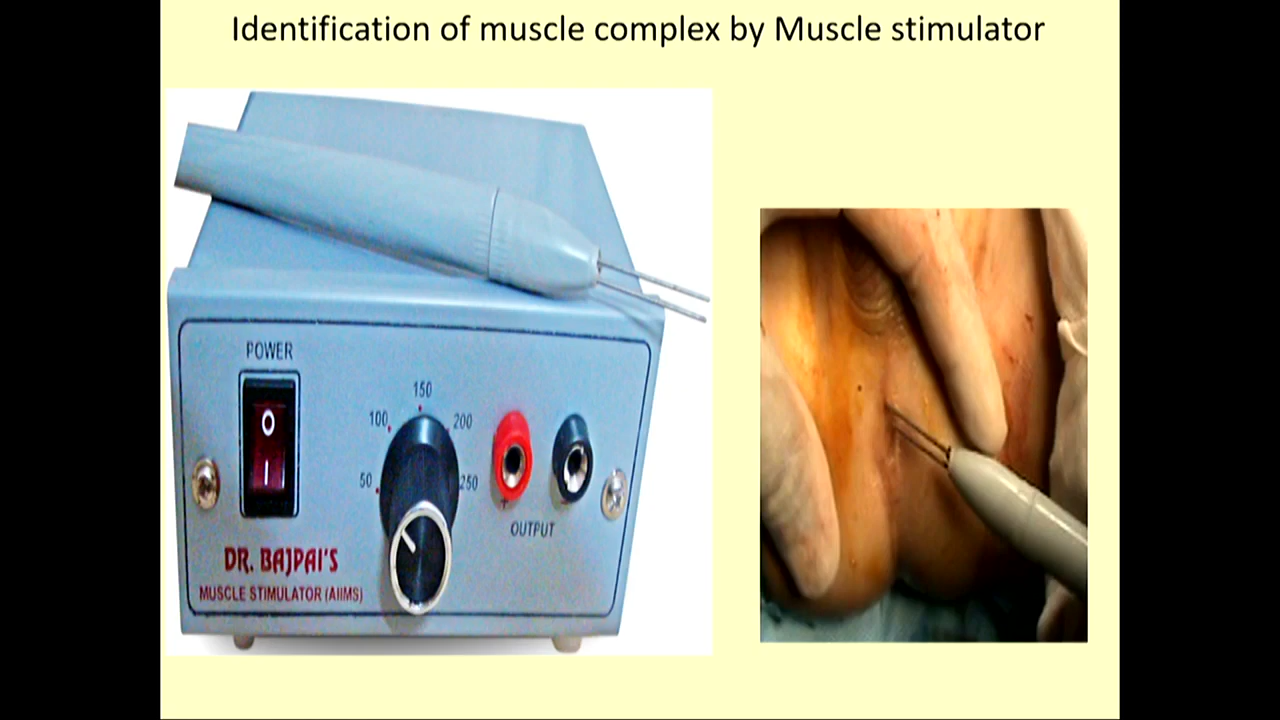 Identification of muscle complex by Muscle stimulator
POWER
150
100
200
50
250
+
OUTPUT
DR. BAJPAI'S
MUSCLE STIMULATOR (AIIMS)